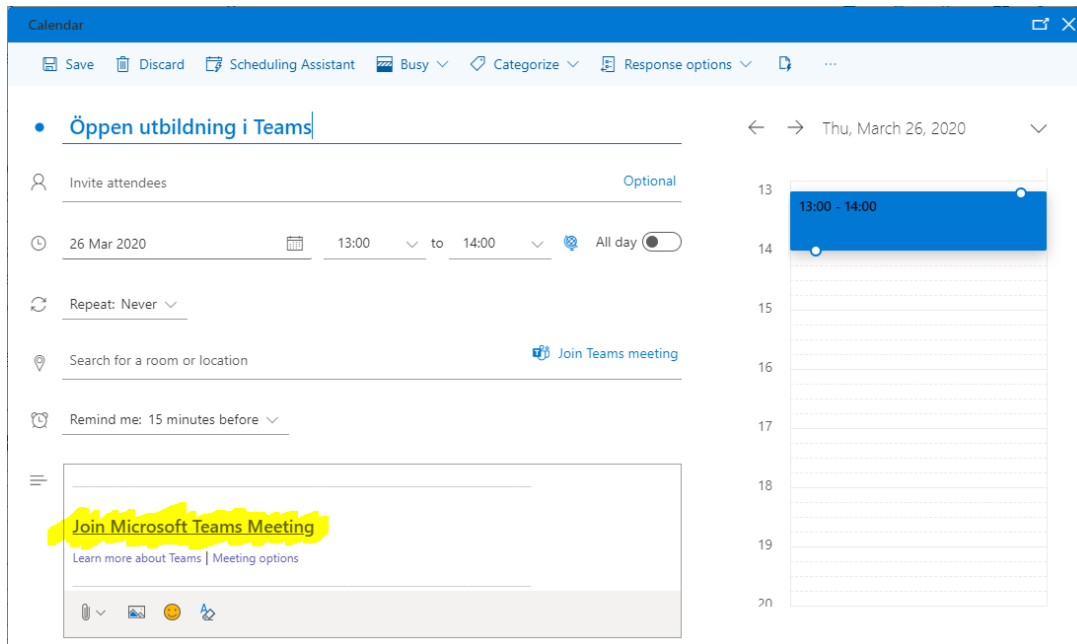 Calendar
Save Discard Scheduling Assistant Busy Categorize Response options ...
Öppen utbildning i Teams
Thu, March 26, 2020
Invite attendees Optional
26 Mar 2020 13:00 to 14:00 All day
Repeat: Never
Search for a room or location Join Teams meeting
Remind me: 15 minutes before
Join Microsoft Teams Meeting
Learn more about Teams | Meeting options
13
13:00 - 14:00
14
15
16
17
18
19
20